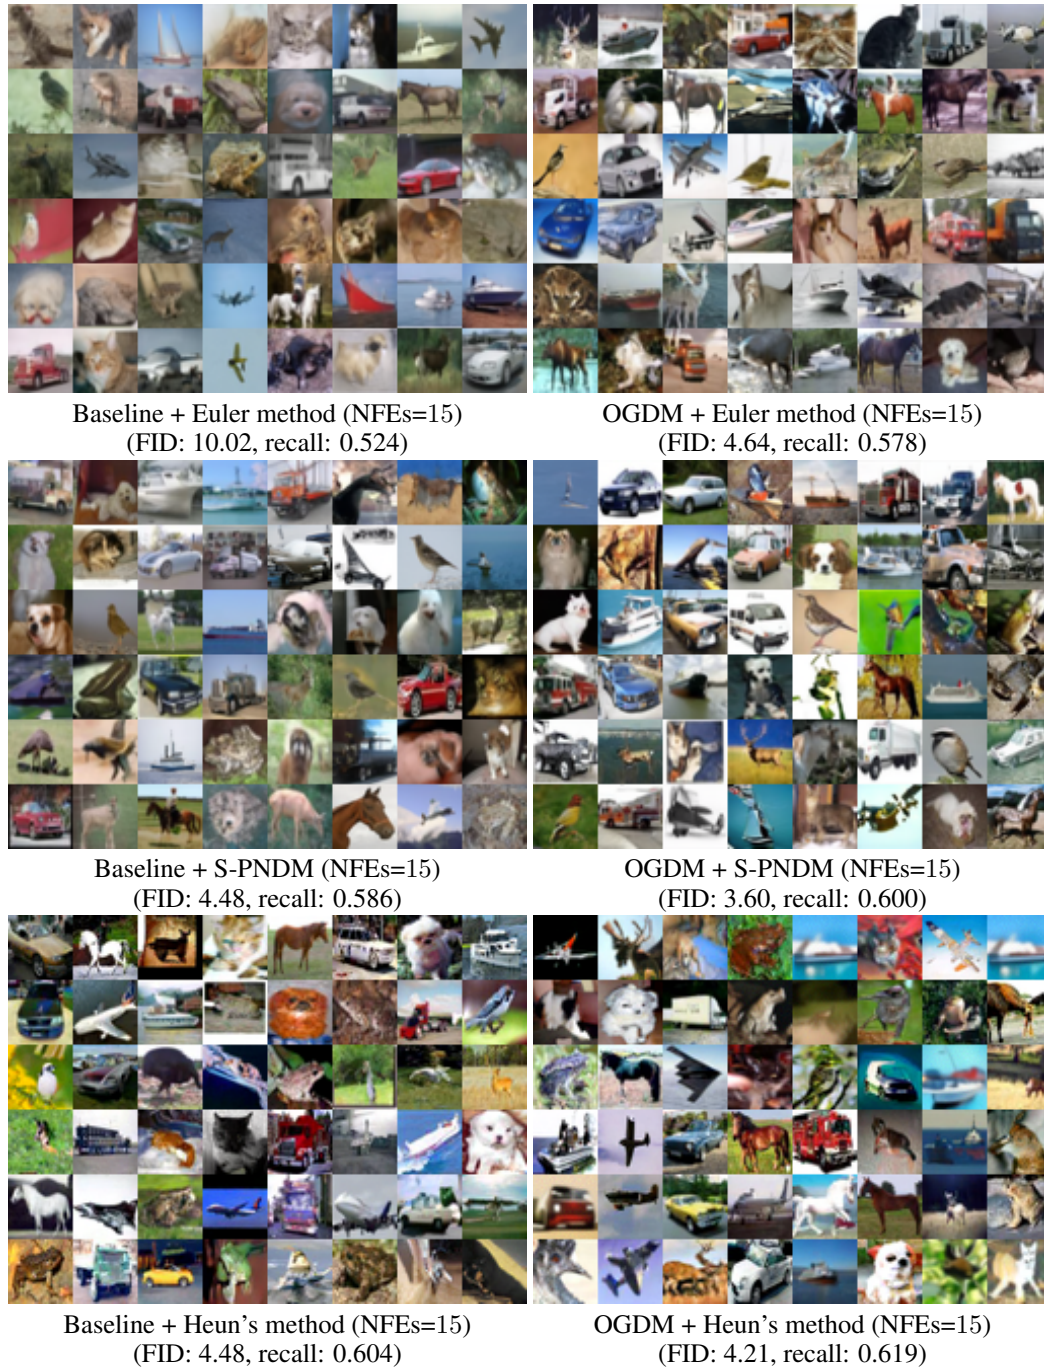 Baseline + Euler method (NFEs=15)
(FID: 10.02, recall: 0.524)
OGDM + Euler method (NFEs=15)
(FID: 4.64, recall: 0.578)
Baseline + S-PNDM (NFEs=15)
(FID: 4.48, recall: 0.586)
OGDM + S-PNDM (NFEs=15)
(FID: 3.60, recall: 0.600)
Baseline + Heun's method (NFEs=15)
(FID: 4.48, recall: 0.604)
OGDM + Heun's method (NFEs=15)
(FID: 4.21, recall: 0.619)